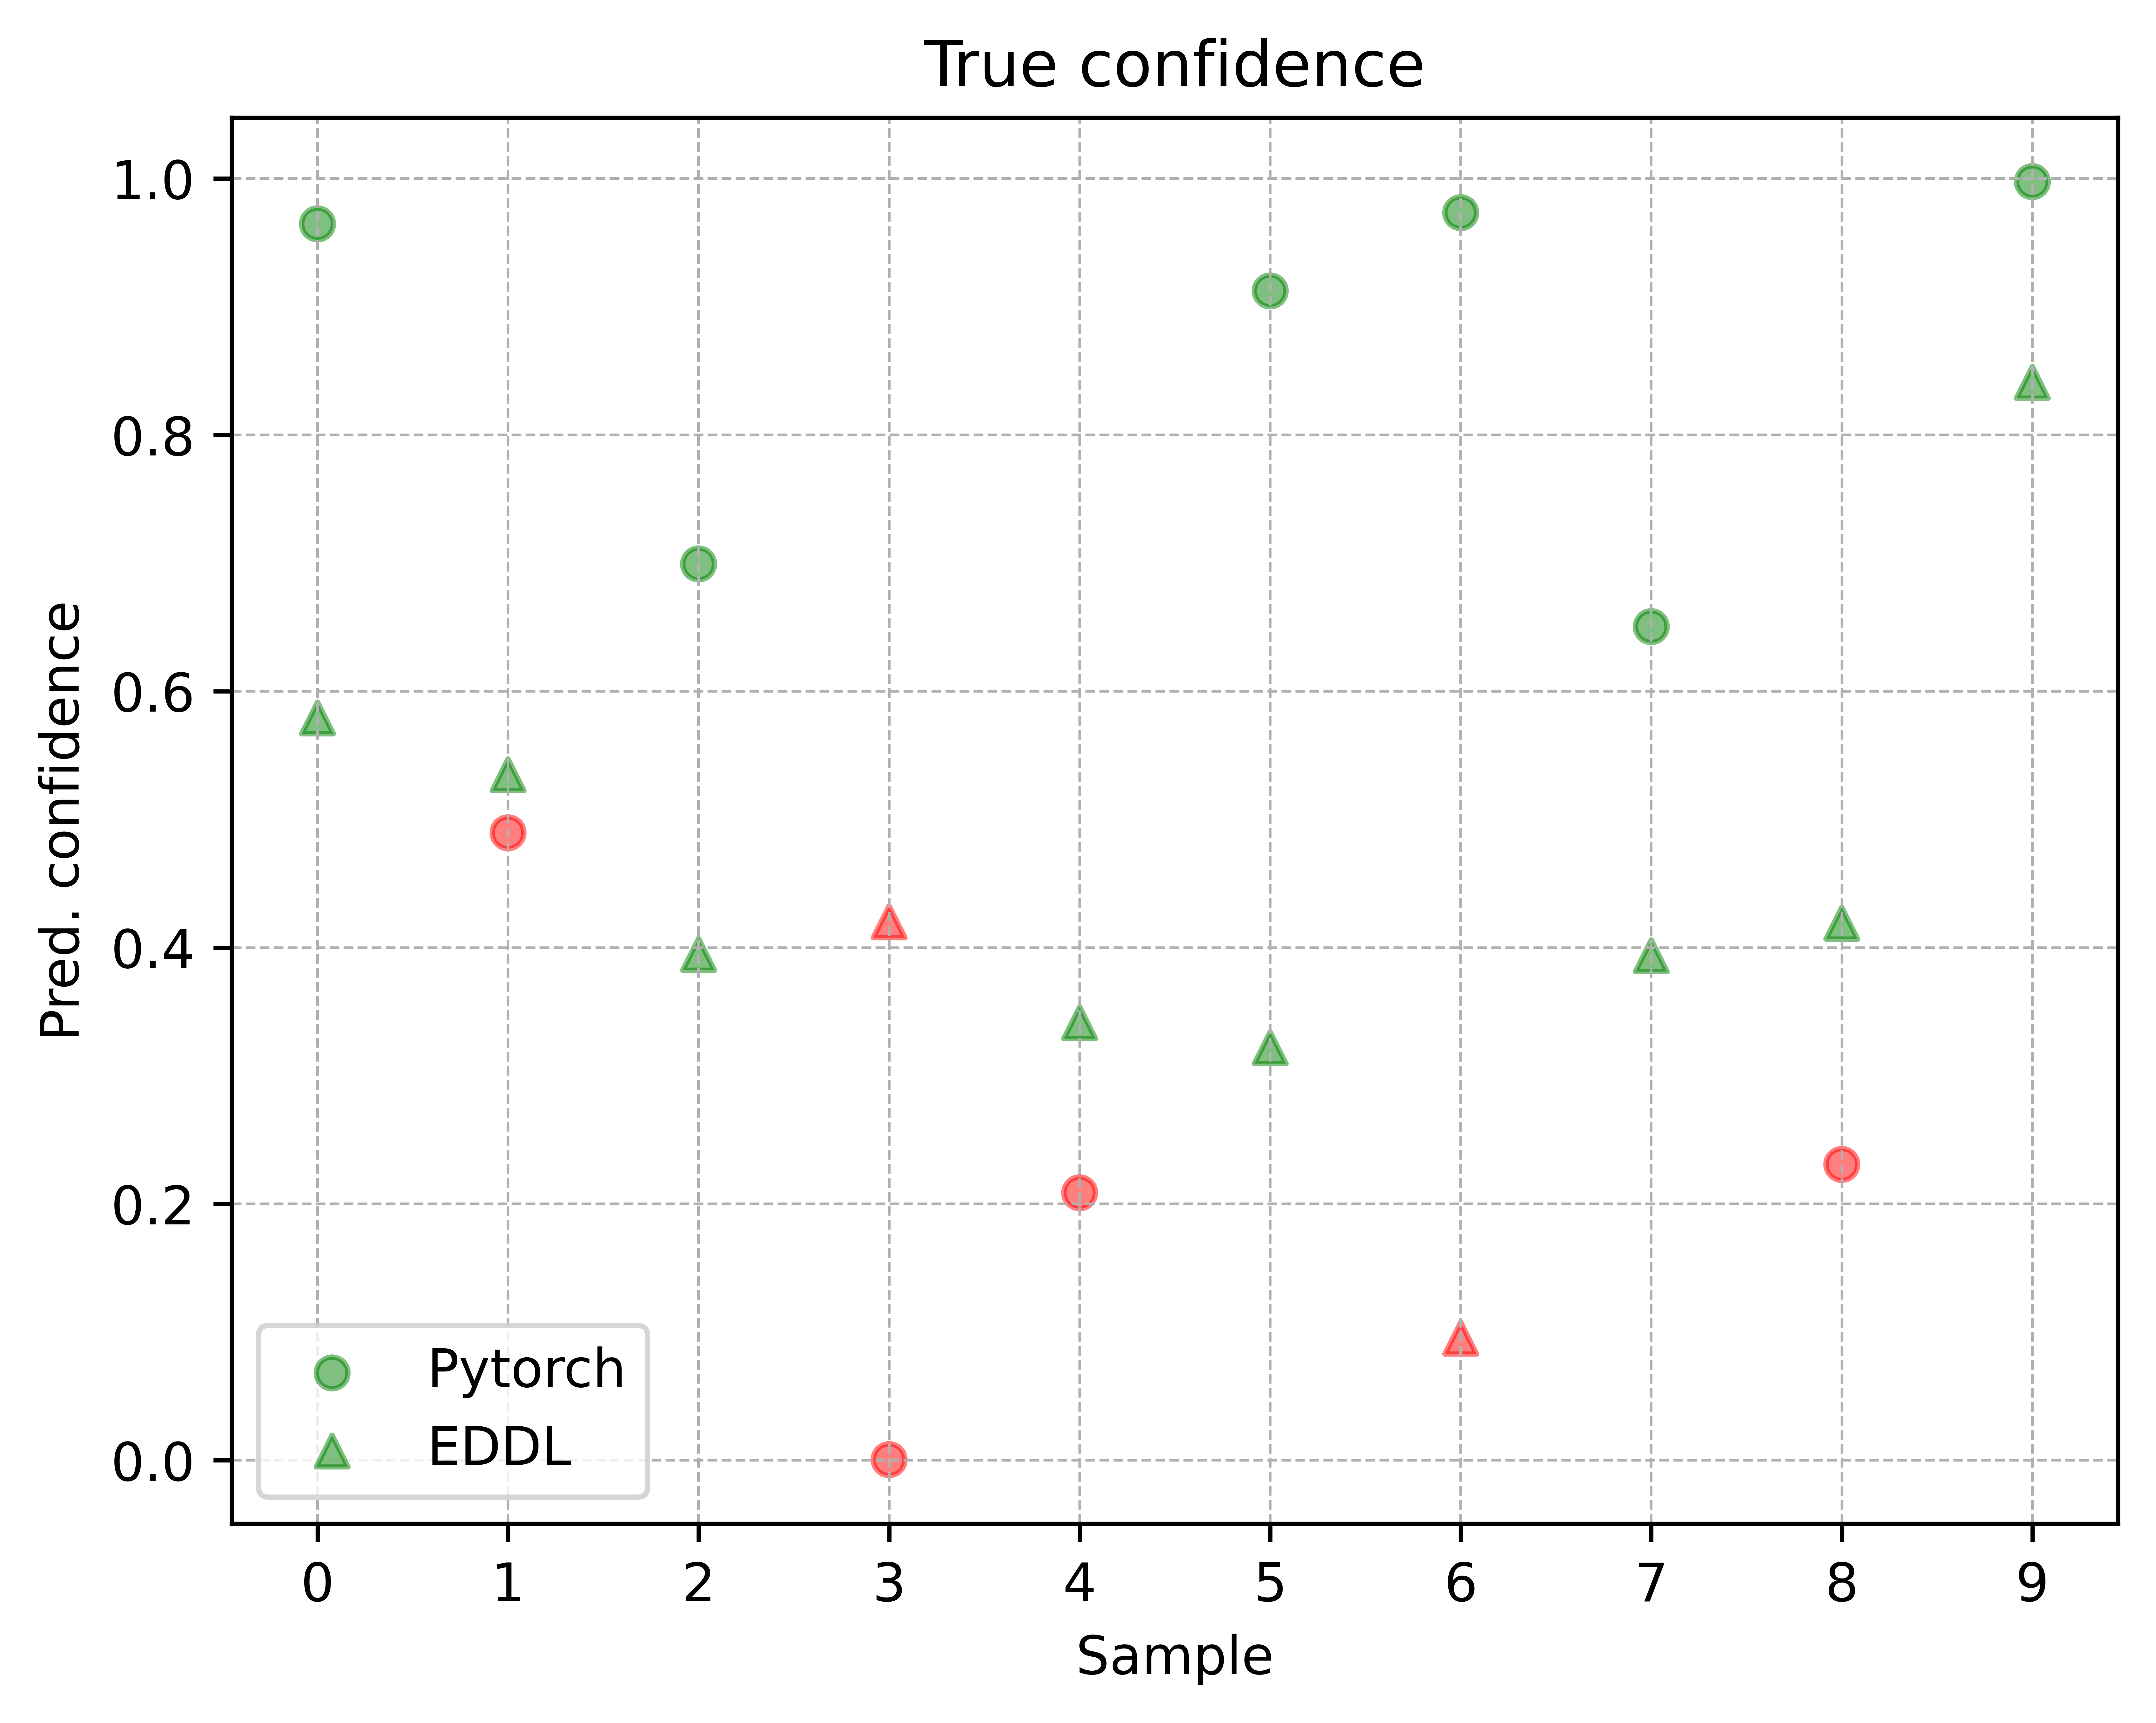 True confidence
1.0
0.8
0.6
0.4
0.2
0.0
Pred. confidence
Pytorch
EDDL
0 1 2 3 4 5 6 7 8 9
Sample